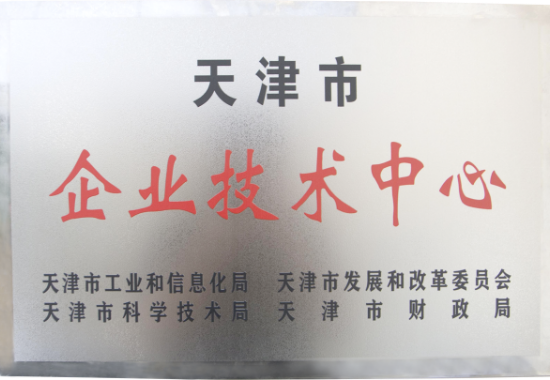 天津市
企业技术中心
天津市工业和信息化局 天津市发展和改革委员会
天津市科学技术局 天津市财政局